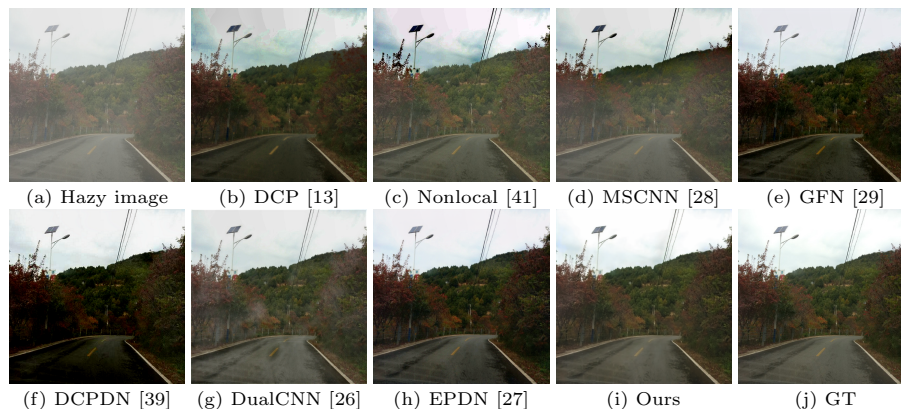 (a) Hazy image
(b) DCP [13]
(c) Nonlocal [41]
(d) MSCNN [28]
(e) GFN [29]
(f) DCPDN [39]
(g) DualCNN [26]
(h) EPDN [27]
(i) Ours
(j) GT